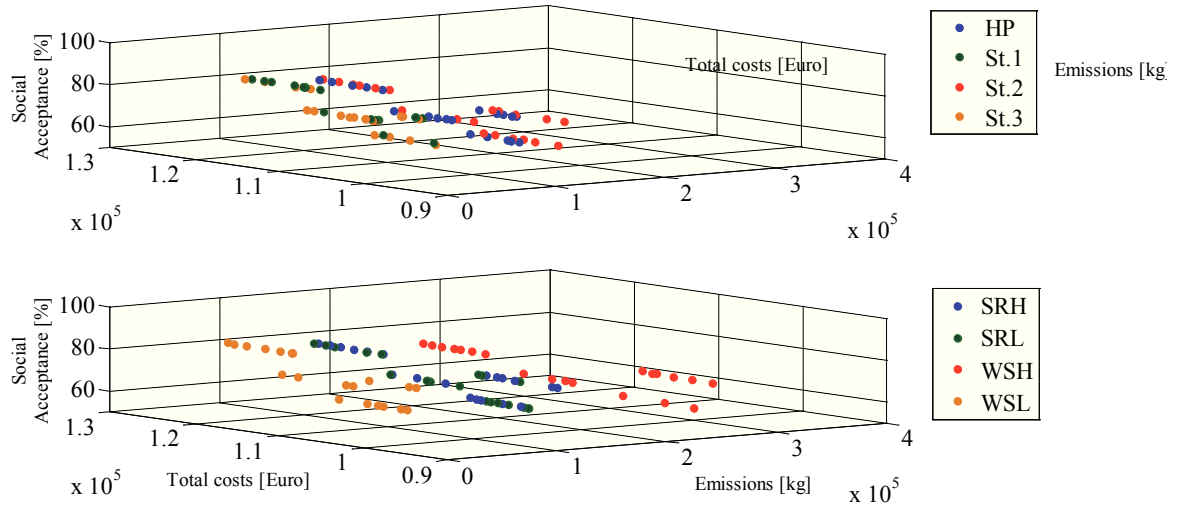 Social
Acceptance [%]
100
80
60
1.3
1.2
1.1
1
0.9
x 10^5
0
1
2
3
4
x 10^5
Total costs [Euro]
Emissions [kg]
HP
St.1
St.2
St.3
Social
Acceptance [%]
100
80
60
1.3
1.2
1.1
1
0.9
x 10^5
Total costs [Euro]
0
1
2
3
4
Emissions [kg]
x 10^5
SRH
SRL
WSH
WSL